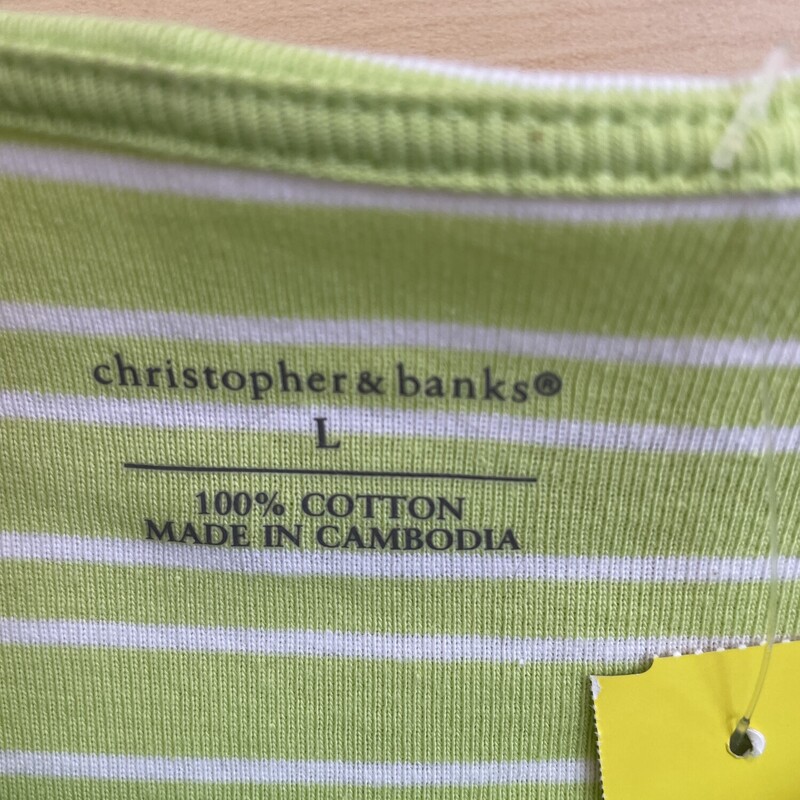 christopher & banks®
L
100% COTTON
MADE IN CAMBODIA